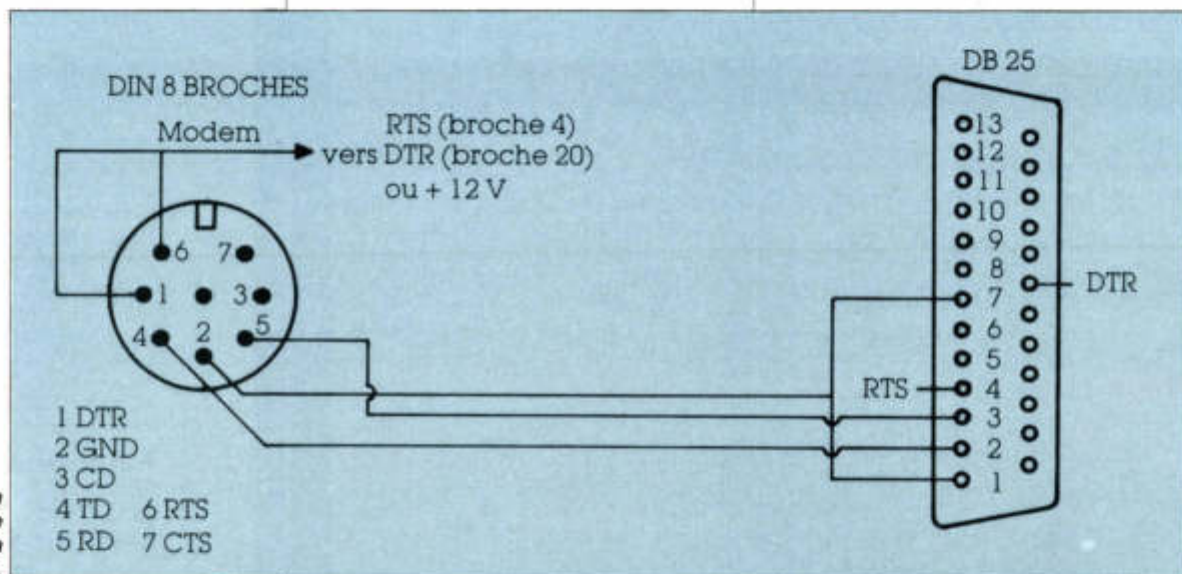 DIN 8 BROCHES
Modem
RTS (broche 4)
vers DTR (broche 20)
ou + 12 V
6 7
1 3
4 2 5
1 DTR
2 GND
3 CD
4 TD 6 RTS
5 RD 7 CTS
DB 25
13
12
11
10
9
8
DTR
7
6
5
RTS 4
3
2
1